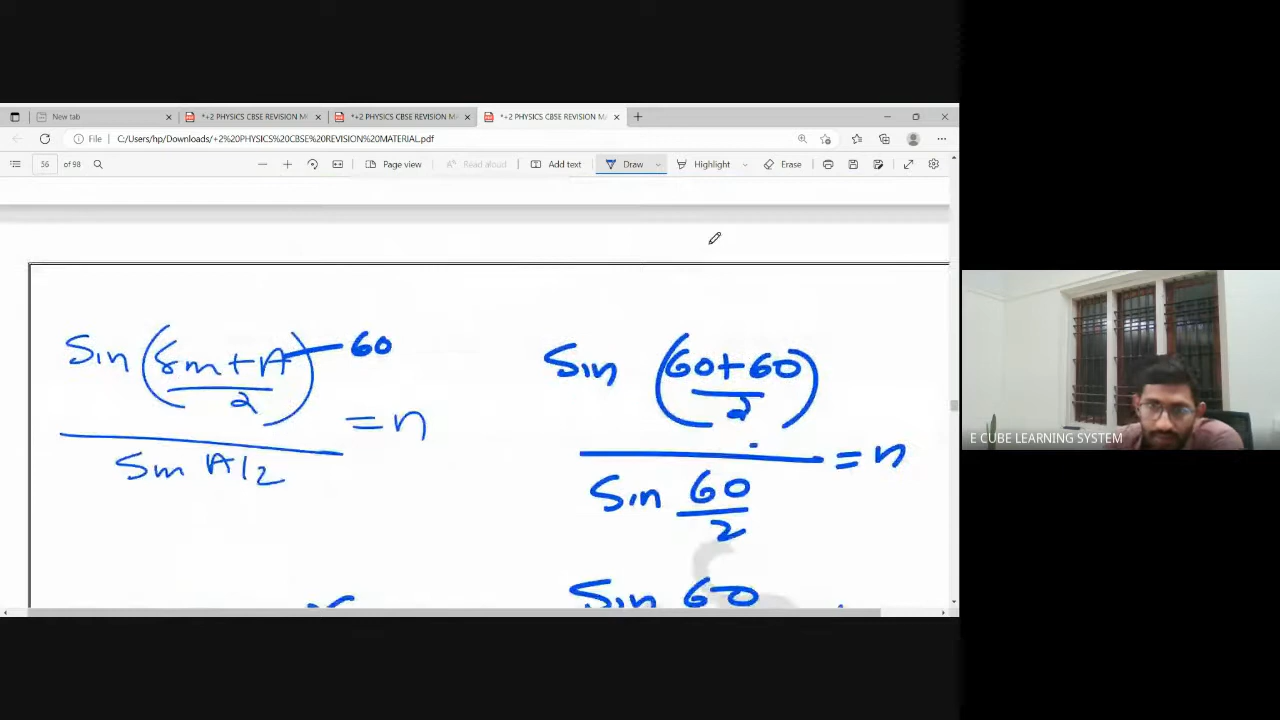 New tab
*+2 PHYSICS CBSE REVISION M
*+2 PHYSICS CBSE REVISION M
*+2 PHYSICS CBSE REVISION M
File
C:/Users/hp/Downloads/+2%20PHYSICS%20CBSE%20REVISION%20MATERIAL.pdf
56 of 98
Page view
Read aloud
Add text
Draw
Highlight
Erase
Sin (δm+A/2) — 60
Sin A/2
= n
Sin (60+60/2)
Sin 60/2
= n
Sin 60
E CUBE LEARNING SYSTEM